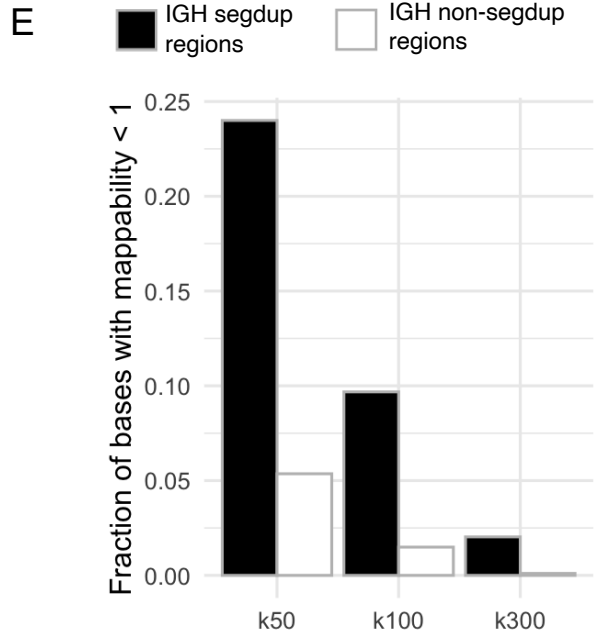 E
IGH segdup
regions
IGH non-segdup
regions
Fraction of bases with mappability < 1
0.25
0.20
0.15
0.10
0.05
0.00
k50
k100
k300